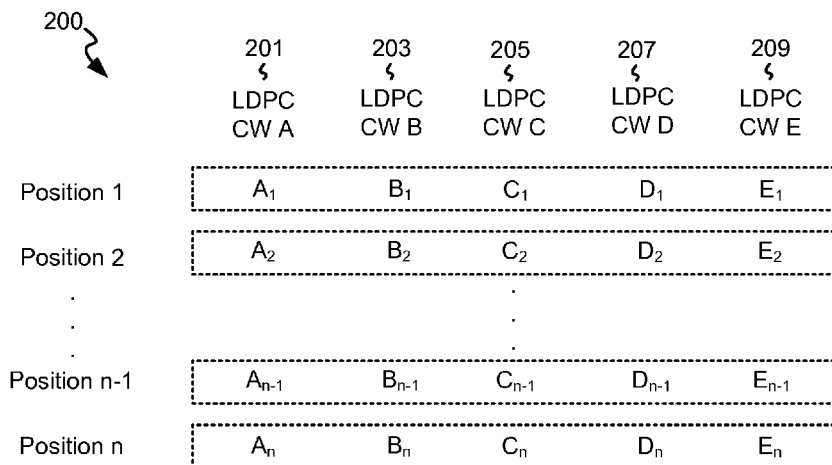 200
201 203 205 207 209
LDPC LDPC LDPC LDPC LDPC
CW A CW B CW C CW D CW E
Position 1 A₁ B₁ C₁ D₁ E₁
Position 2 A₂ B₂ C₂ D₂ E₂
Position n-1 Aₙ₋₁ Bₙ₋₁ Cₙ₋₁ Dₙ₋₁ Eₙ₋₁
Position n Aₙ Bₙ Cₙ Dₙ Eₙ